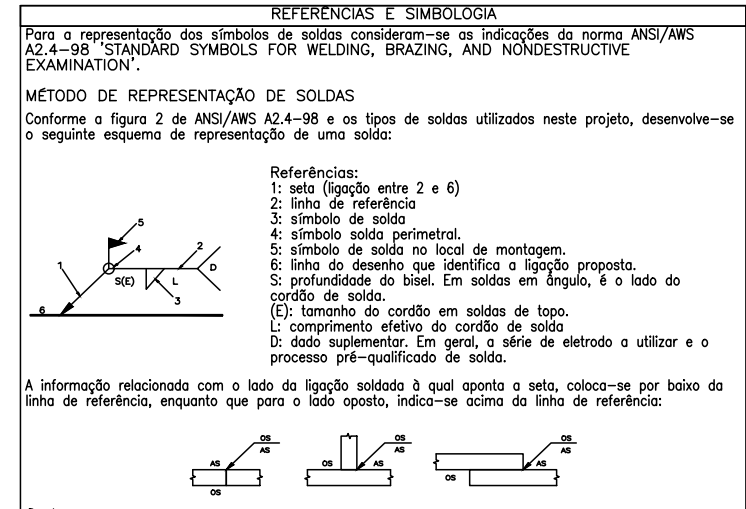 REFERÊNCIAS E SIMBOLOGIA
Para a representação dos símbolos de soldas consideram-se as indicações da norma ANSI/AWS
A2.4-98 'STANDARD SYMBOLS FOR WELDING, BRAZING, AND NONDESTRUCTIVE
EXAMINATION'.
MÉTODO DE REPRESENTAÇÃO DE SOLDAS
Conforme a figura 2 de ANSI/AWS A2.4-98 e os tipos de soldas utilizados neste projeto, desenvolve-se
o seguinte esquema de representação de uma solda:
Referências:
1: seta (ligação entre 2 e 6)
2: linha de referência
3: símbolo de solda
4: símbolo solda perimetral.
5: símbolo de solda no local de montagem.
6: linha do desenho que identifica a ligação proposta.
S: profundidade do bisel. Em soldas em ângulo, é o lado do
cordão de solda.
(E): tamanho do cordão em soldas de topo.
L: comprimento efetivo do cordão de solda
D: dado suplementar. Em geral, a série de eletrodo a utilizar e o
processo pré-qualificado de solda.
5
4
2
1
D
S(E)
L
3
6
A informação relacionada com o lado da ligação soldada à qual aponta a seta, coloca-se por baixo da
linha de referência, enquanto que para o lado oposto, indica-se acima da linha de referência:
OS
AS
AS
OS
OS
AS
OS
AS
OS
AS
AS
OS